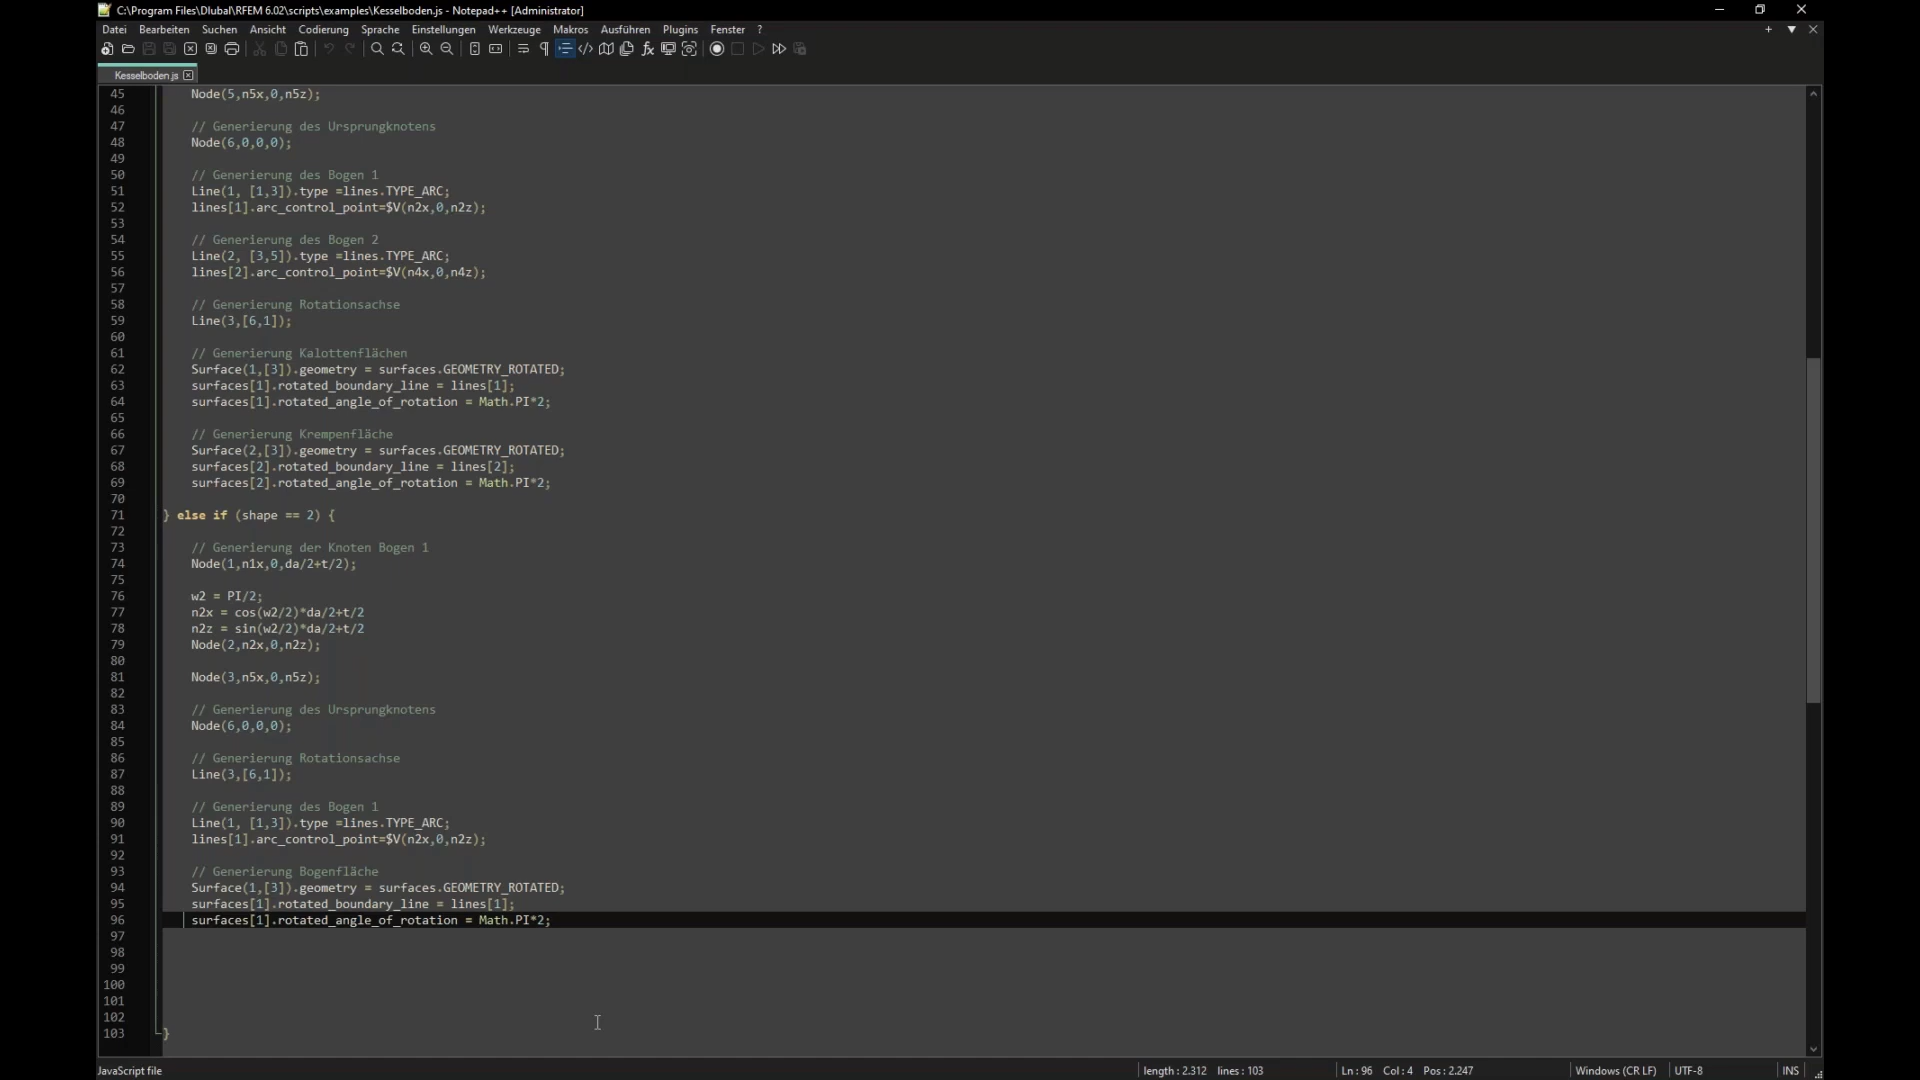 C:\Program Files\Dlubal\RFEM 6.02\scripts\examples\Kesselboden.js - Notepad++ [Administrator]
Datei Bearbeiten Suchen Ansicht Codierung Sprache Einstellungen Werkzeuge Makros Ausführen Plugins Fenster ?
Kesselboden.js
45 Node(5,n5x,0,n5z);
46
47 // Generierung des Ursprungknotens
48 Node(6,0,0,0);
49
50 // Generierung des Bogen 1
51 Line(1, [1,3]).type =lines.TYPE_ARC;
52 lines[1].arc_control_point=$V(n2x,0,n2z);
53
54 // Generierung des Bogen 2
55 Line(2, [3,5]).type =lines.TYPE_ARC;
56 lines[2].arc_control_point=$V(n4x,0,n4z);
57
58 // Generierung Rotationsachse
59 Line(3,[6,1]);
60
61 // Generierung Kalottenflächen
62 Surface(1,[3]).geometry = surfaces.GEOMETRY_ROTATED;
63 surfaces[1].rotated_boundary_line = lines[1];
64 surfaces[1].rotated_angle_of_rotation = Math.PI*2;
65
66 // Generierung Krempenfläche
67 Surface(2,[3]).geometry = surfaces.GEOMETRY_ROTATED;
68 surfaces[2].rotated_boundary_line = lines[2];
69 surfaces[2].rotated_angle_of_rotation = Math.PI*2;
70
71 } else if (shape == 2) {
72
73 // Generierung der Knoten Bogen 1
74 Node(1,n1x,0,da/2+t/2);
75
76 w2 = PI/2;
77 n2x = cos(w2/2)*da/2+t/2
78 n2z = sin(w2/2)*da/2+t/2
79 Node(2,n2x,0,n2z);
80
81 Node(3,n5x,0,n5z);
82
83 // Generierung des Ursprungknotens
84 Node(6,0,0,0);
85
86 // Generierung Rotationsachse
87 Line(3,[6,1]);
88
89 // Generierung des Bogen 1
90 Line(1, [1,3]).type =lines.TYPE_ARC;
91 lines[1].arc_control_point=$V(n2x,0,n2z);
92
93 // Generierung Bogenfläche
94 Surface(1,[3]).geometry = surfaces.GEOMETRY_ROTATED;
95 surfaces[1].rotated_boundary_line = lines[1];
96 surfaces[1].rotated_angle_of_rotation = Math.PI*2;
97
98
99
100
101
102
103 }
JavaScript file length : 2.312 lines : 103 Ln : 96 Col : 4 Pos : 2.247 Windows (CR LF) UTF-8 INS